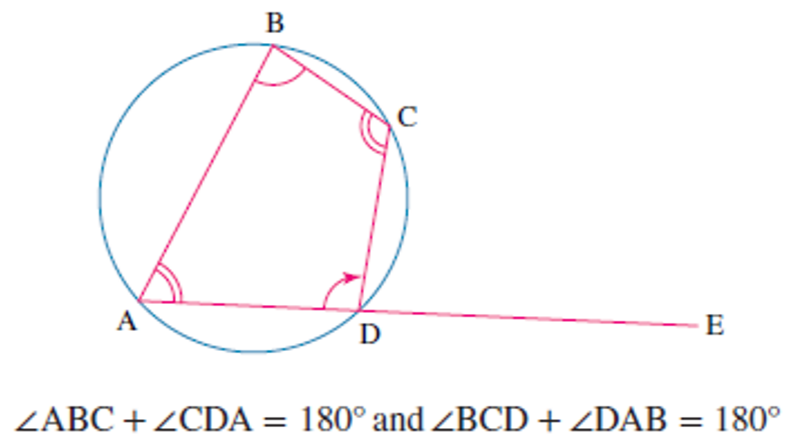 B
C
A
D
E
∠ABC + ∠CDA = 180° and ∠BCD + ∠DAB = 180°